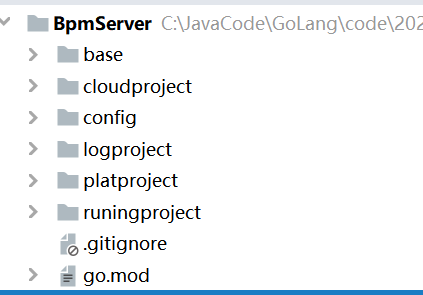 BpmServer C:\JavaCode\GoLang\code\202
base
cloudproject
config
logproject
platproject
runingproject
.gitignore
go.mod